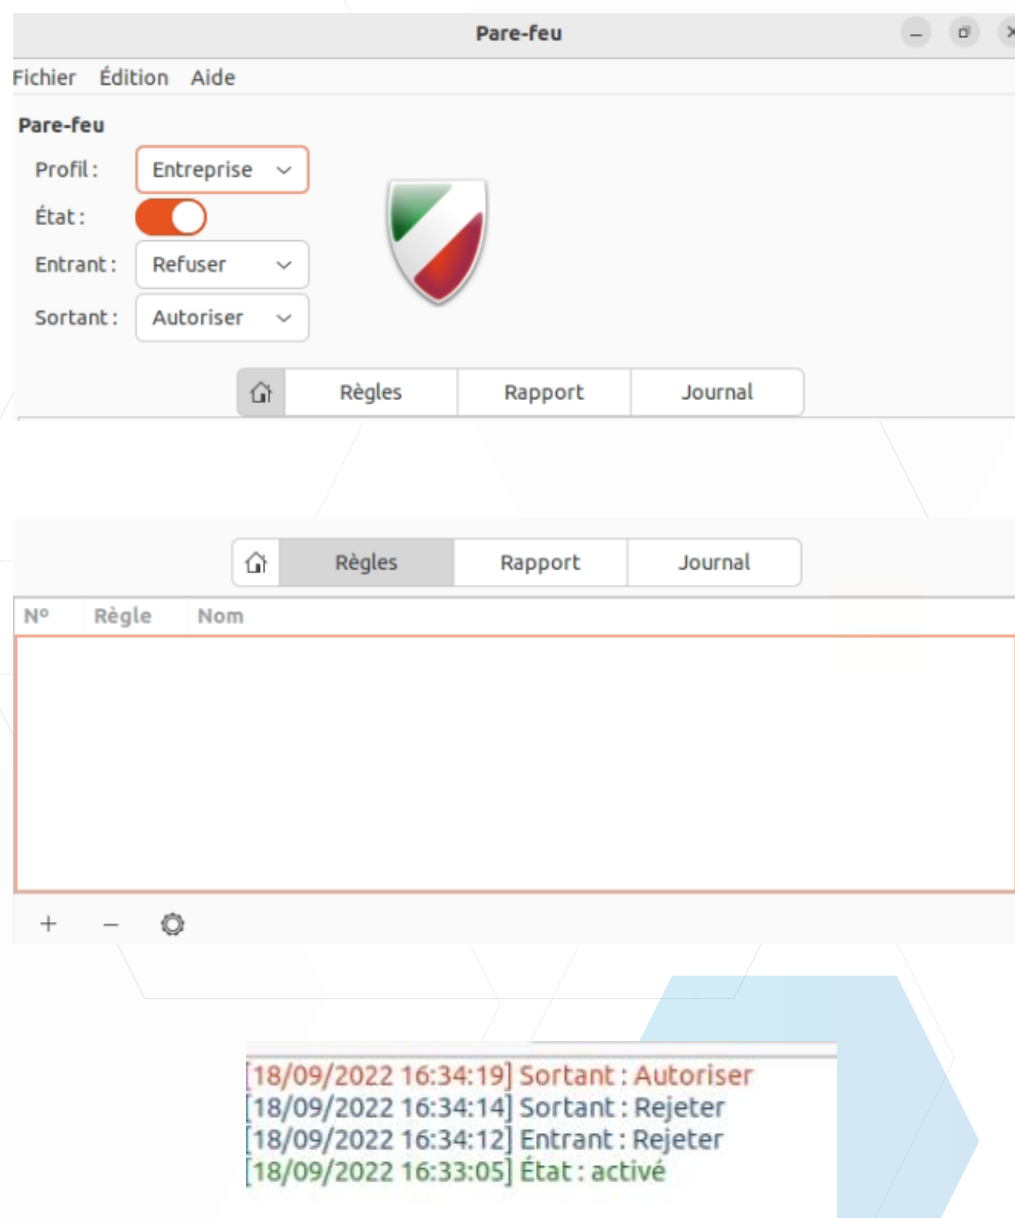 Pare-feu
Fichier Édition Aide
Pare-feu
Profil : Entreprise
État :
Entrant : Refuser
Sortant : Autoriser
Règles Rapport Journal
Règles Rapport Journal
Nº Règle Nom
[18/09/2022 16:34:19] Sortant : Autoriser
[18/09/2022 16:34:14] Sortant : Rejeter
[18/09/2022 16:34:12] Entrant : Rejeter
[18/09/2022 16:33:05] État : activé